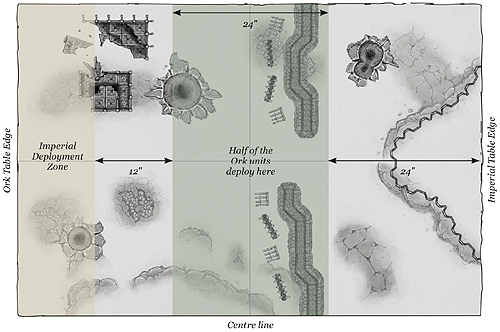 24"
Ork Table Edge
Imperial
Deployment
Zone
Half of the
Ork units
deploy here
12"
24"
Imperial Table Edge
Centre line